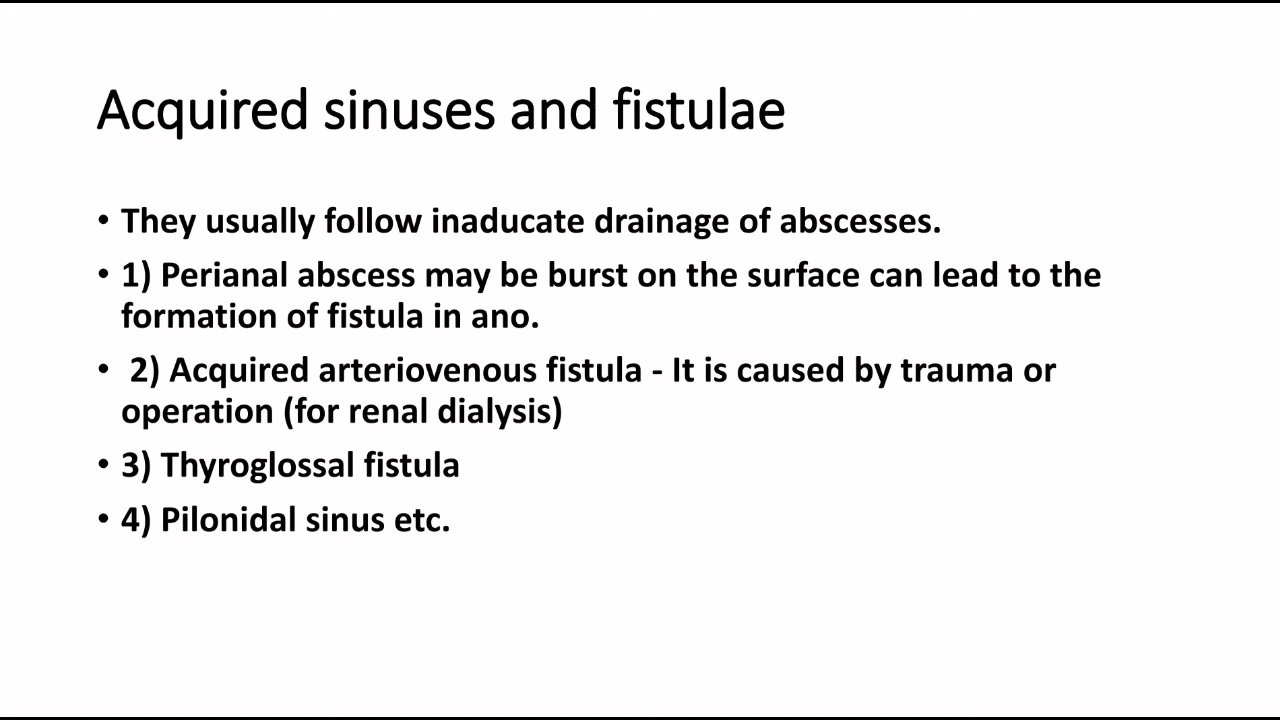 Acquired sinuses and fistulae
• They usually follow inaducate drainage of abscesses.
• 1) Perianal abscess may be burst on the surface can lead to the
formation of fistula in ano.
• 2) Acquired arteriovenous fistula - It is caused by trauma or
operation (for renal dialysis)
• 3) Thyroglossal fistula
• 4) Pilonidal sinus etc.